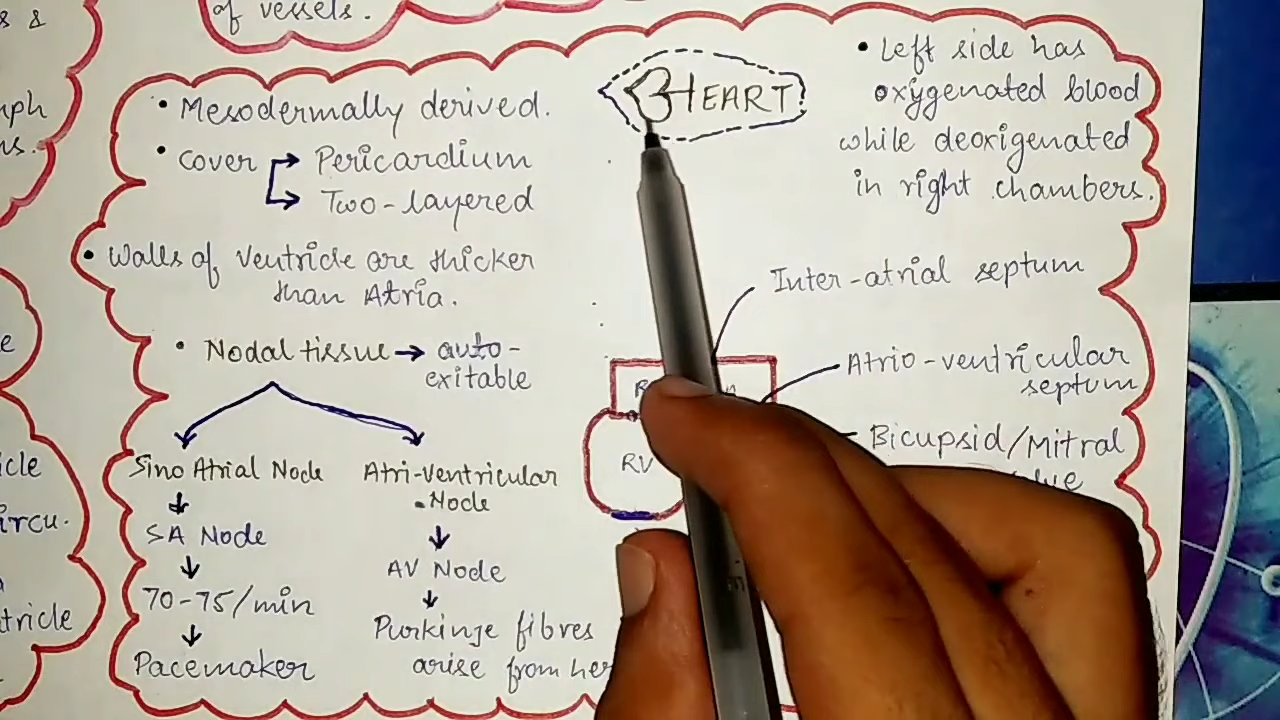 s &
of vessels.
mph
ns.
e
icle
ircu.
tricle
HEART
• Mesodermally derived.
• Cover → Pericardium
→ Two-layered
• Walls of Ventricle are thicker
than Atria.
• Nodal tissue → auto-
exitable
Sino Atrial Node
↓
SA Node
↓
70-75/min
↓
Pacemaker
Atri-ventricular
Node
↓
AV Node
↓
Purkinje fibres
arise from her
• Left side has
oxygenated blood
while deoxigenated
in right chambers.
Inter-atrial septum
Atrio-ventricular
septum
Bicupsid/Mitral
RV